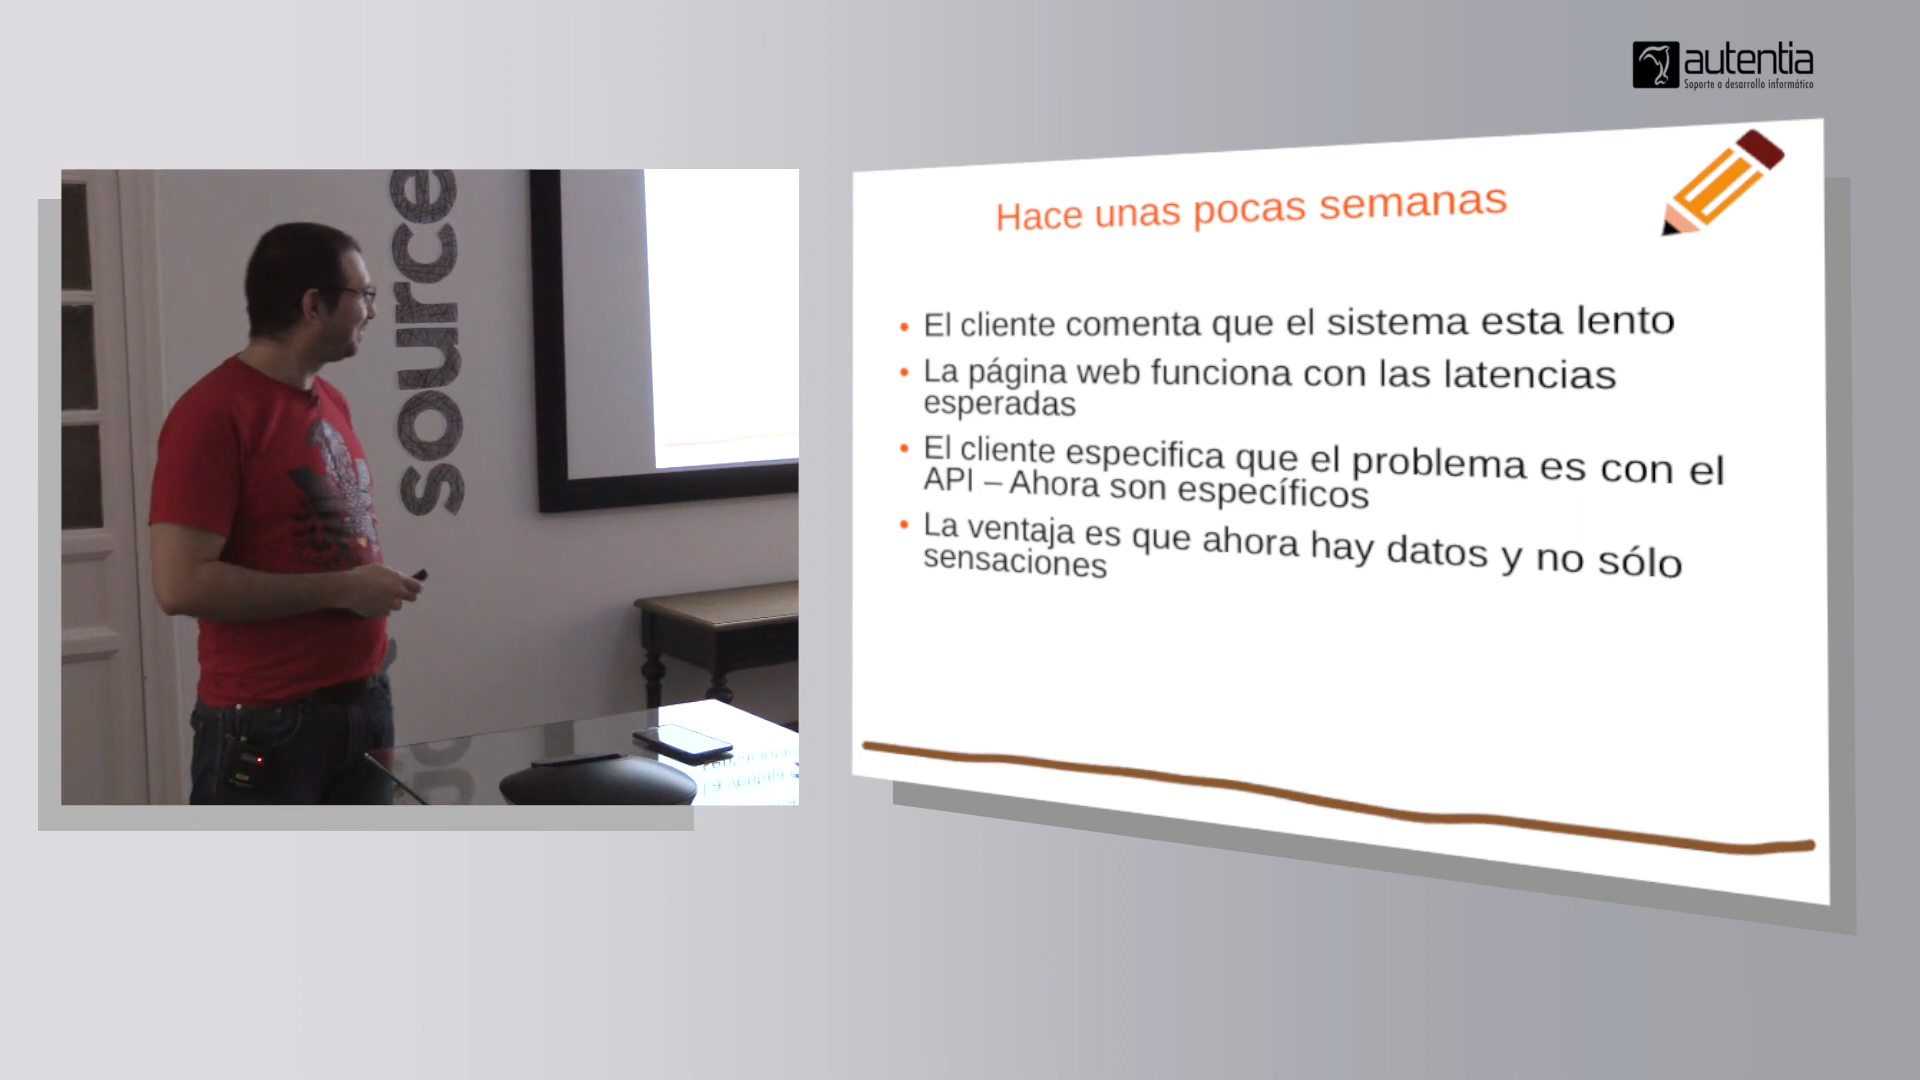 autentia
Soporte a desarrollo informático
source
Hace unas pocas semanas
El cliente comenta que el sistema esta lento
La página web funciona con las latencias
esperadas
El cliente especifica que el problema es con el
API – Ahora son específicos
La ventaja es que ahora hay datos y no sólo
sensaciones